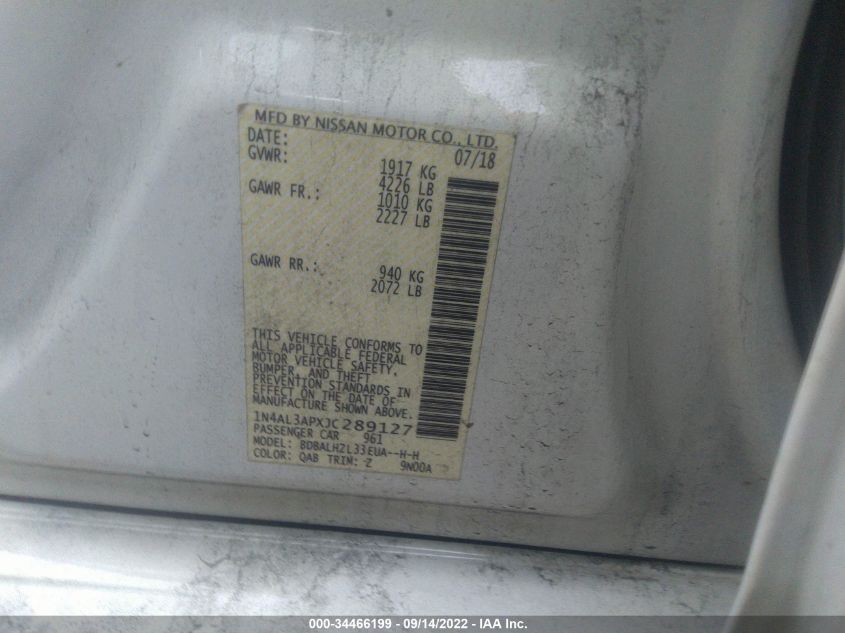 MFD BY NISSAN MOTOR CO., LTD.
DATE: 07/18
GVWR: 1917 KG
4226 LB
GAWR FR.: 1010 KG
2227 LB
GAWR RR.: 940 KG
2072 LB
THIS VEHICLE CONFORMS TO
ALL APPLICABLE FEDERAL
MOTOR VEHICLE SAFETY,
BUMPER, AND THEFT
PREVENTION STANDARDS IN
EFFECT ON THE DATE OF
MANUFACTURE SHOWN ABOVE.
1N4AL3APXJC289127
PASSENGER CAR 961
MODEL: BDBALHZL33EUA--H-H
COLOR: QAB TRIM: Z 9N00A
000-34466199 - 09/14/2022 - IAA Inc.